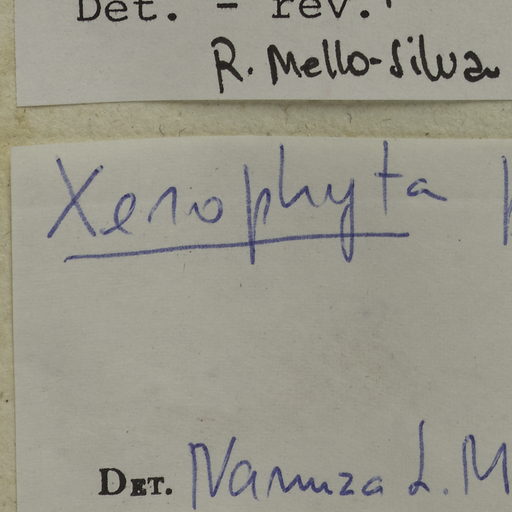 Det. - rev.
R. Mello-Silva
Xerophyta
DET. Nanuza L. M